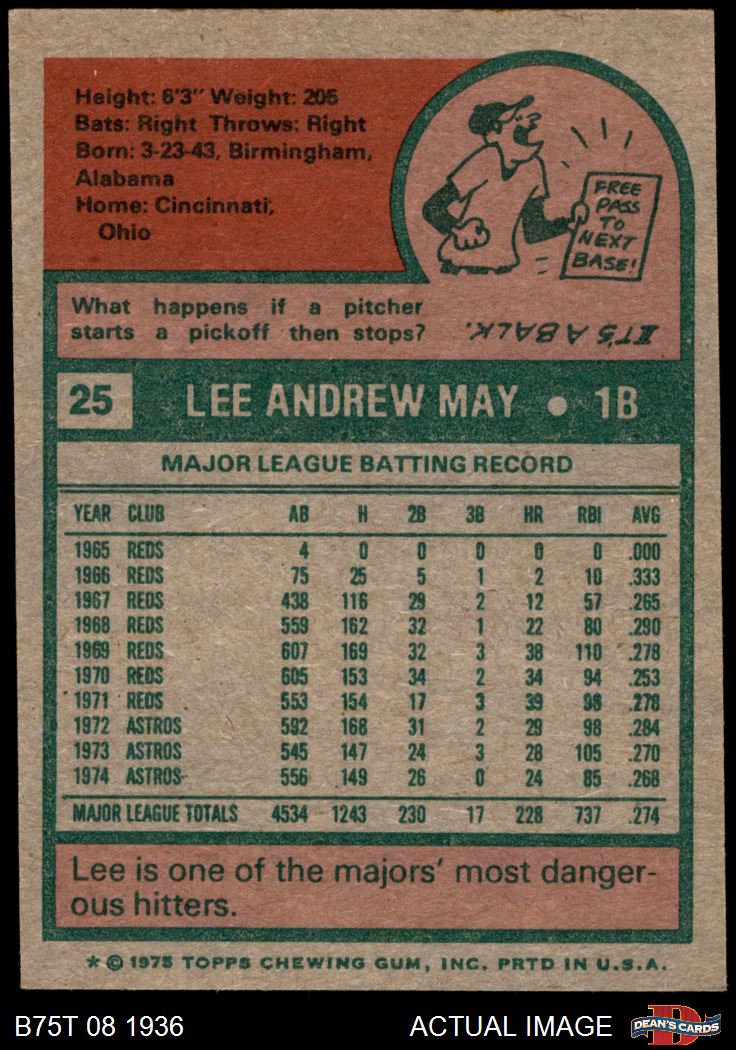 Height: 6'3" Weight: 205
Bats: Right Throws: Right
Born: 3-23-43, Birmingham,
Alabama
Home: Cincinnati,
Ohio
FREE
PASS
TO
NEXT
BASE!
What happens if a pitcher
starts a pickoff then stops?
IT'S A BALK.
25 LEE ANDREW MAY • 1B
MAJOR LEAGUE BATTING RECORD
YEAR CLUB AB H 2B 3B HR RBI AVG
1965 REDS 4 0 0 0 0 0 .000
1966 REDS 75 25 5 1 2 10 .333
1967 REDS 438 116 29 2 12 57 .265
1968 REDS 559 162 32 1 22 80 .290
1969 REDS 607 169 32 3 38 110 .278
1970 REDS 605 153 34 2 34 94 .253
1971 REDS 553 154 17 3 39 98 .278
1972 ASTROS 592 168 31 2 29 98 .284
1973 ASTROS 545 147 24 3 28 105 .270
1974 ASTROS 556 149 26 0 24 85 .268
MAJOR LEAGUE TOTALS 4534 1243 230 17 228 737 .274
Lee is one of the majors' most danger-
ous hitters.
* © 1975 TOPPS CHEWING GUM, INC. PRTD IN U.S.A.
B75T 08 1936 ACTUAL IMAGE D DEAN'S CARDS